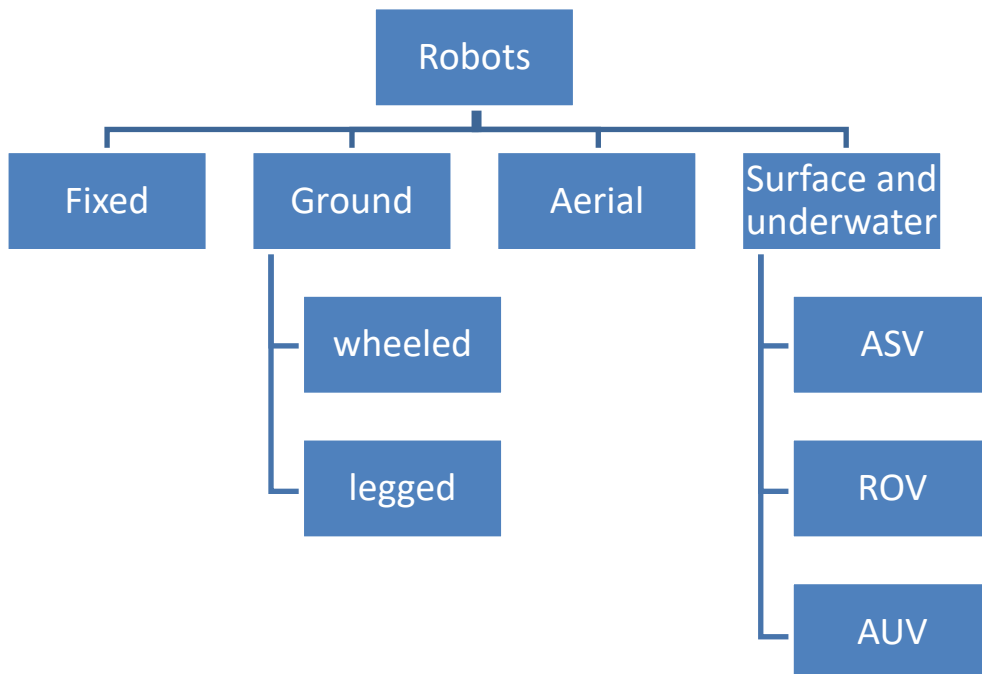 Robots
Fixed
Ground
Aerial
Surface and
underwater
wheeled
legged
ASV
ROV
AUV